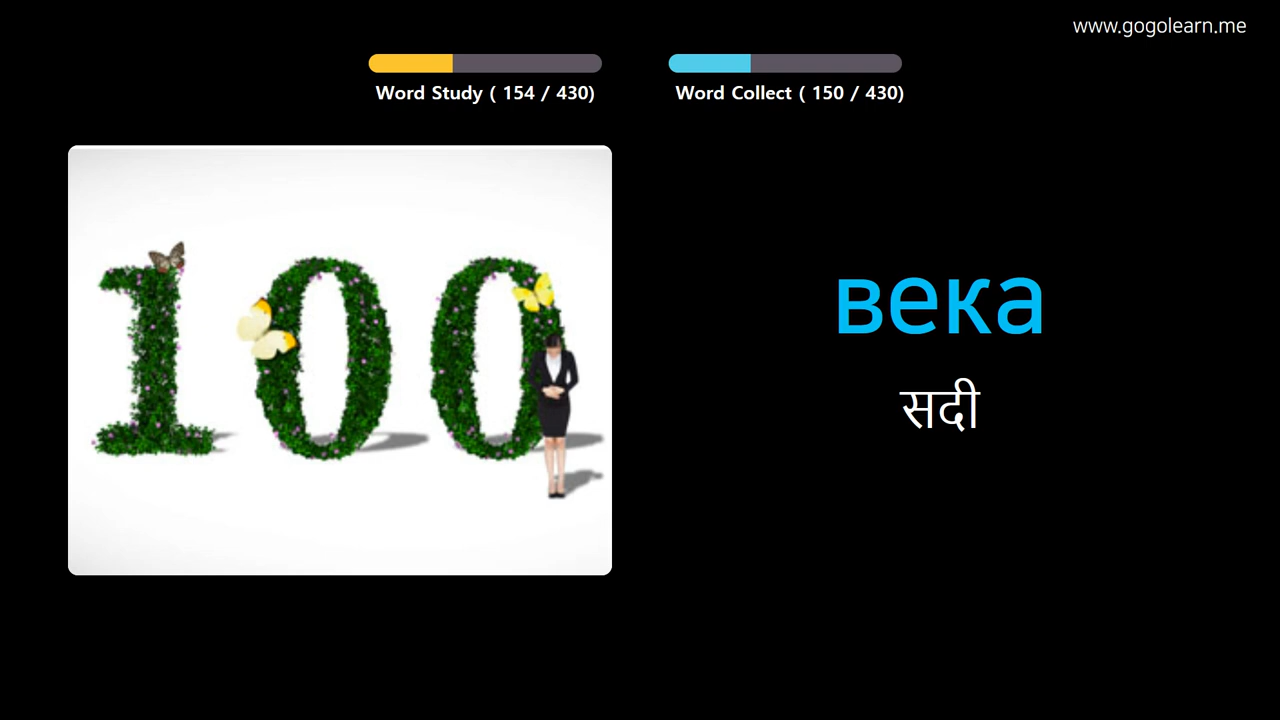 www.gogolearn.me
Word Study ( 154 / 430)
Word Collect ( 150 / 430)
100
века
सदी